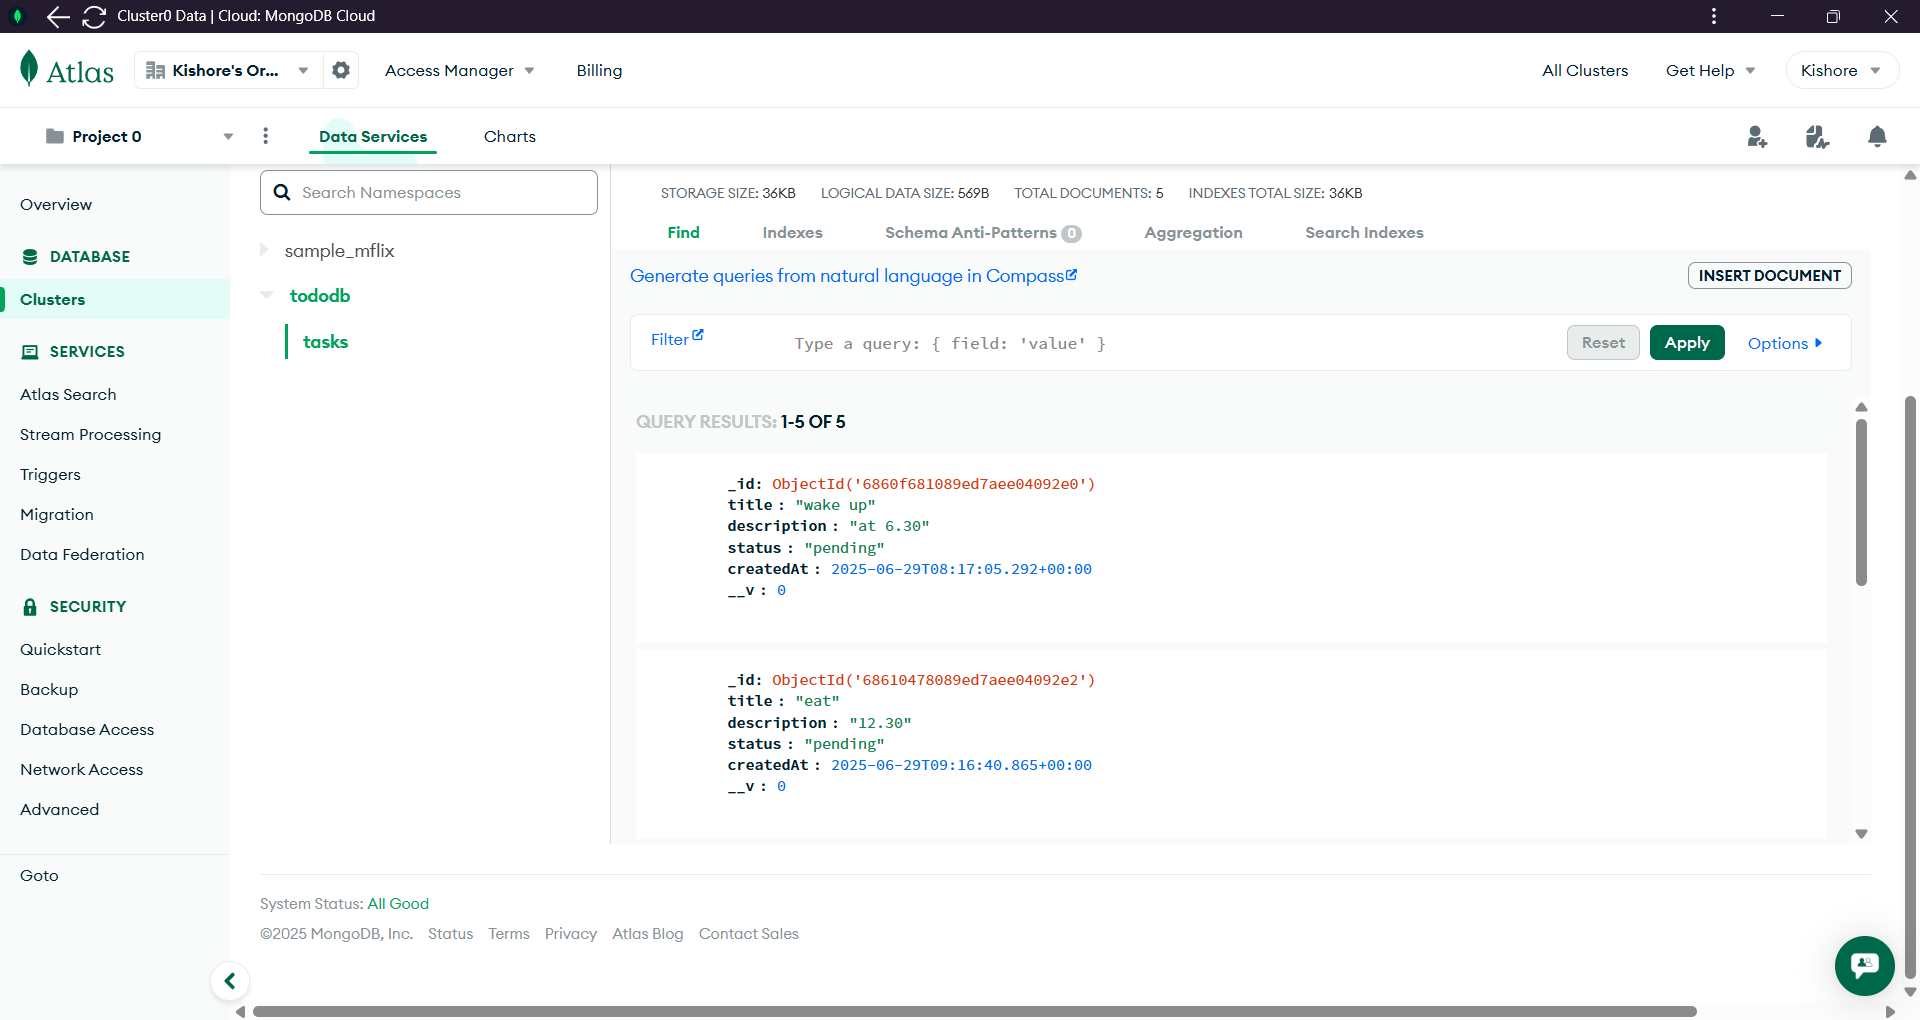 Cluster0 Data | Cloud: MongoDB Cloud
Atlas
Kishore's Or...
Access Manager
Billing
All Clusters
Get Help
Kishore
Project 0
Data Services
Charts
Overview
DATABASE
Clusters
SERVICES
Atlas Search
Stream Processing
Triggers
Migration
Data Federation
SECURITY
Quickstart
Backup
Database Access
Network Access
Advanced
Goto
Search Namespaces
sample_mflix
tododb
tasks
STORAGE SIZE: 36KB LOGICAL DATA SIZE: 569B TOTAL DOCUMENTS: 5 INDEXES TOTAL SIZE: 36KB
Find Indexes Schema Anti-Patterns 0 Aggregation Search Indexes
Generate queries from natural language in Compass
INSERT DOCUMENT
Filter
Type a query: { field: 'value' }
Reset
Apply
Options
QUERY RESULTS: 1-5 OF 5
_id: ObjectId('6860f681089ed7aee04092e0')
title : "wake up"
description : "at 6.30"
status : "pending"
createdAt : 2025-06-29T08:17:05.292+00:00
__v : 0
_id: ObjectId('68610478089ed7aee04092e2')
title : "eat"
description : "12.30"
status : "pending"
createdAt : 2025-06-29T09:16:40.865+00:00
__v : 0
System Status: All Good
©2025 MongoDB, Inc. Status Terms Privacy Atlas Blog Contact Sales